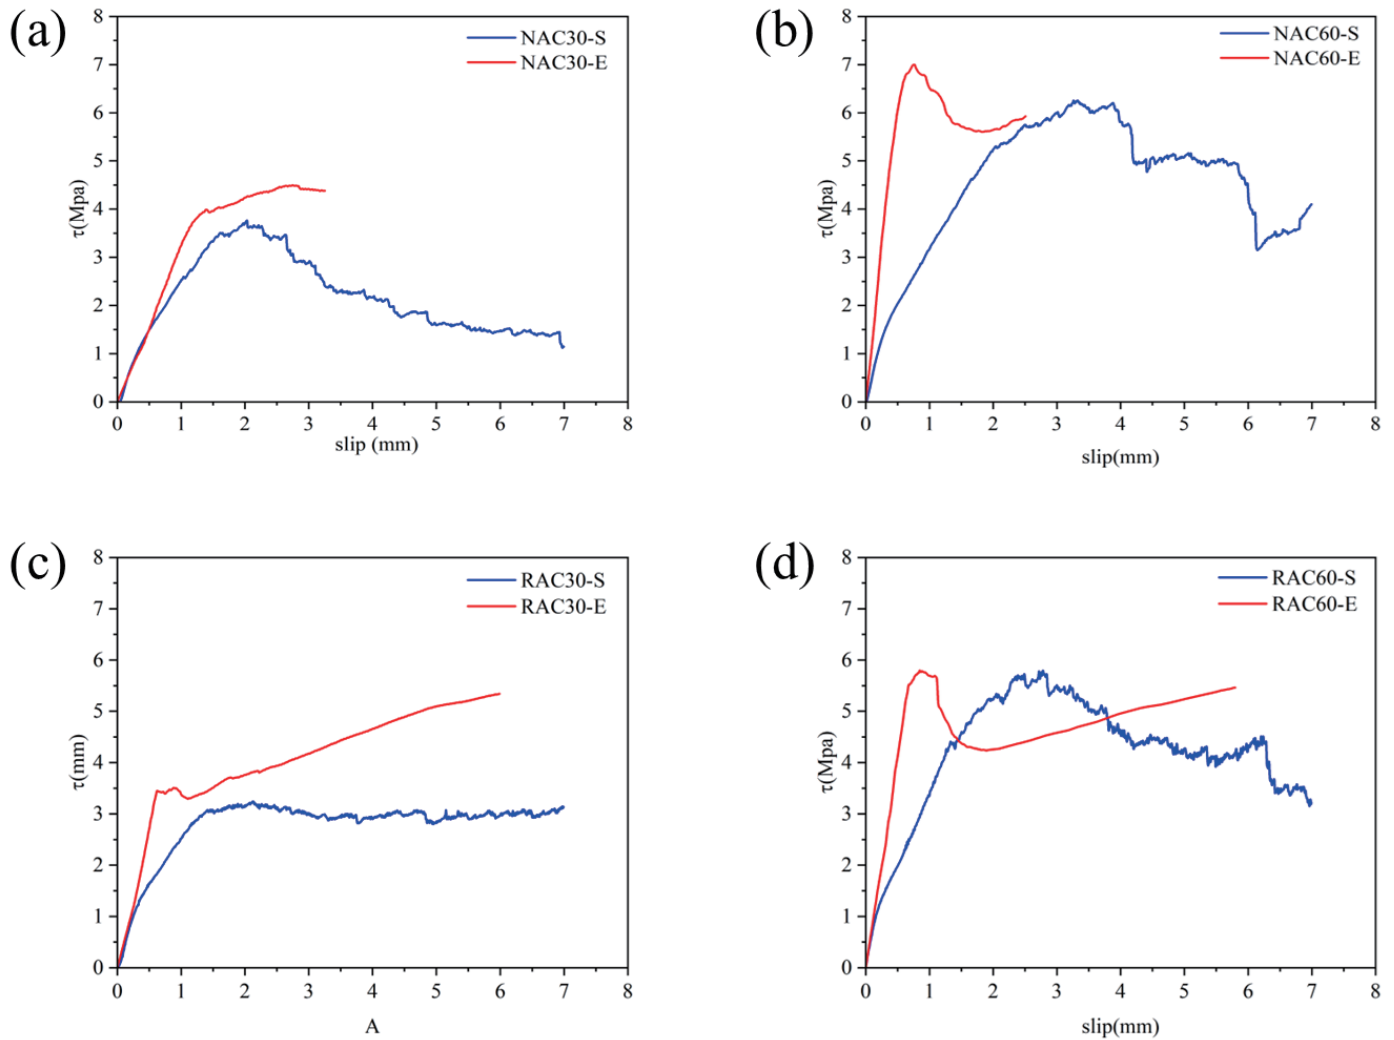 (a)
NAC30-S
NAC30-E
τ(Mpa)
8
7
6
5
4
3
2
1
0
0 1 2 3 4 5 6 7 8
slip (mm)
(b)
NAC60-S
NAC60-E
τ(Mpa)
8
7
6
5
4
3
2
1
0
0 1 2 3 4 5 6 7 8
slip(mm)
(c)
RAC30-S
RAC30-E
τ(mm)
8
7
6
5
4
3
2
1
0
0 1 2 3 4 5 6 7 8
A
(d)
RAC60-S
RAC60-E
τ(Mpa)
8
7
6
5
4
3
2
1
0
0 1 2 3 4 5 6 7 8
slip(mm)